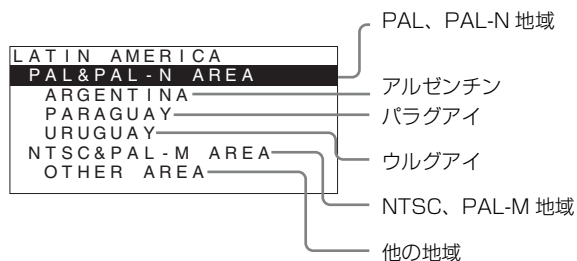 LATIN AMERICA
PAL&PAL-N AREA
ARGENTINA
PARAGUAY
URUGUAY
NTSC&PAL-M AREA
OTHER AREA
PAL、PAL-N 地域
アルゼンチン
パラグアイ
ウルグアイ
NTSC、PAL-M 地域
他の地域